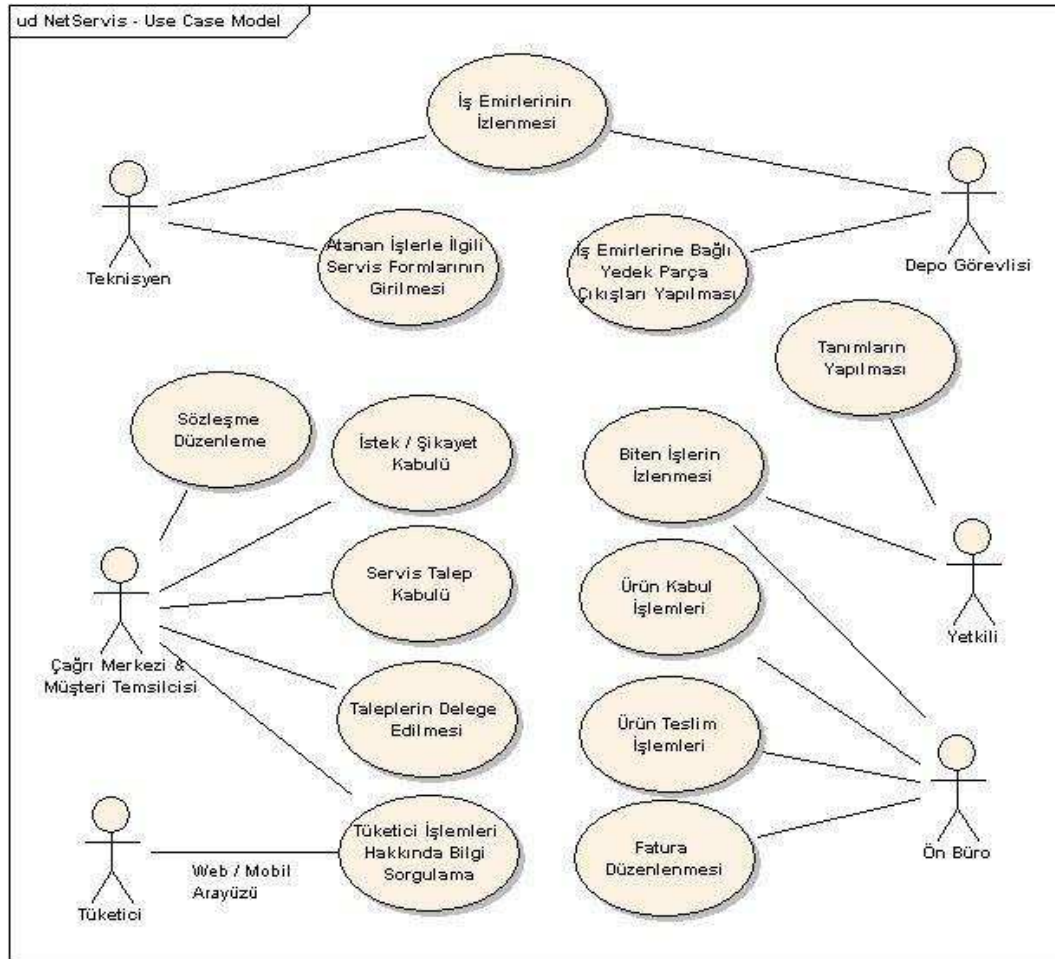 ud NetServis - Use Case Model
İş Emirlerinin
İzlenmesi
Teknisyen
Depo Görevlisi
Atanan İşlerle İlgili
Servis Formlarının
Girilmesi
İş Emirlerine Bağlı
Yedek Parça
Çıkışları Yapılması
Tanımların
Yapılması
Sözleşme
Düzenleme
İstek / Şikayet
Kabulü
Biten İşlerin
İzlenmesi
Servis Talep
Kabulü
Ürün Kabul
İşlemleri
Yetkili
Çağrı Merkezi &
Müşteri Temsilcisi
Taleplerin Delege
Edilmesi
Ürün Teslim
İşlemleri
Tüketici İşlemleri
Hakkında Bilgi
Sorgulama
Fatura
Düzenlenmesi
Ön Büro
Web / Mobil
Arayüzü
Tüketici